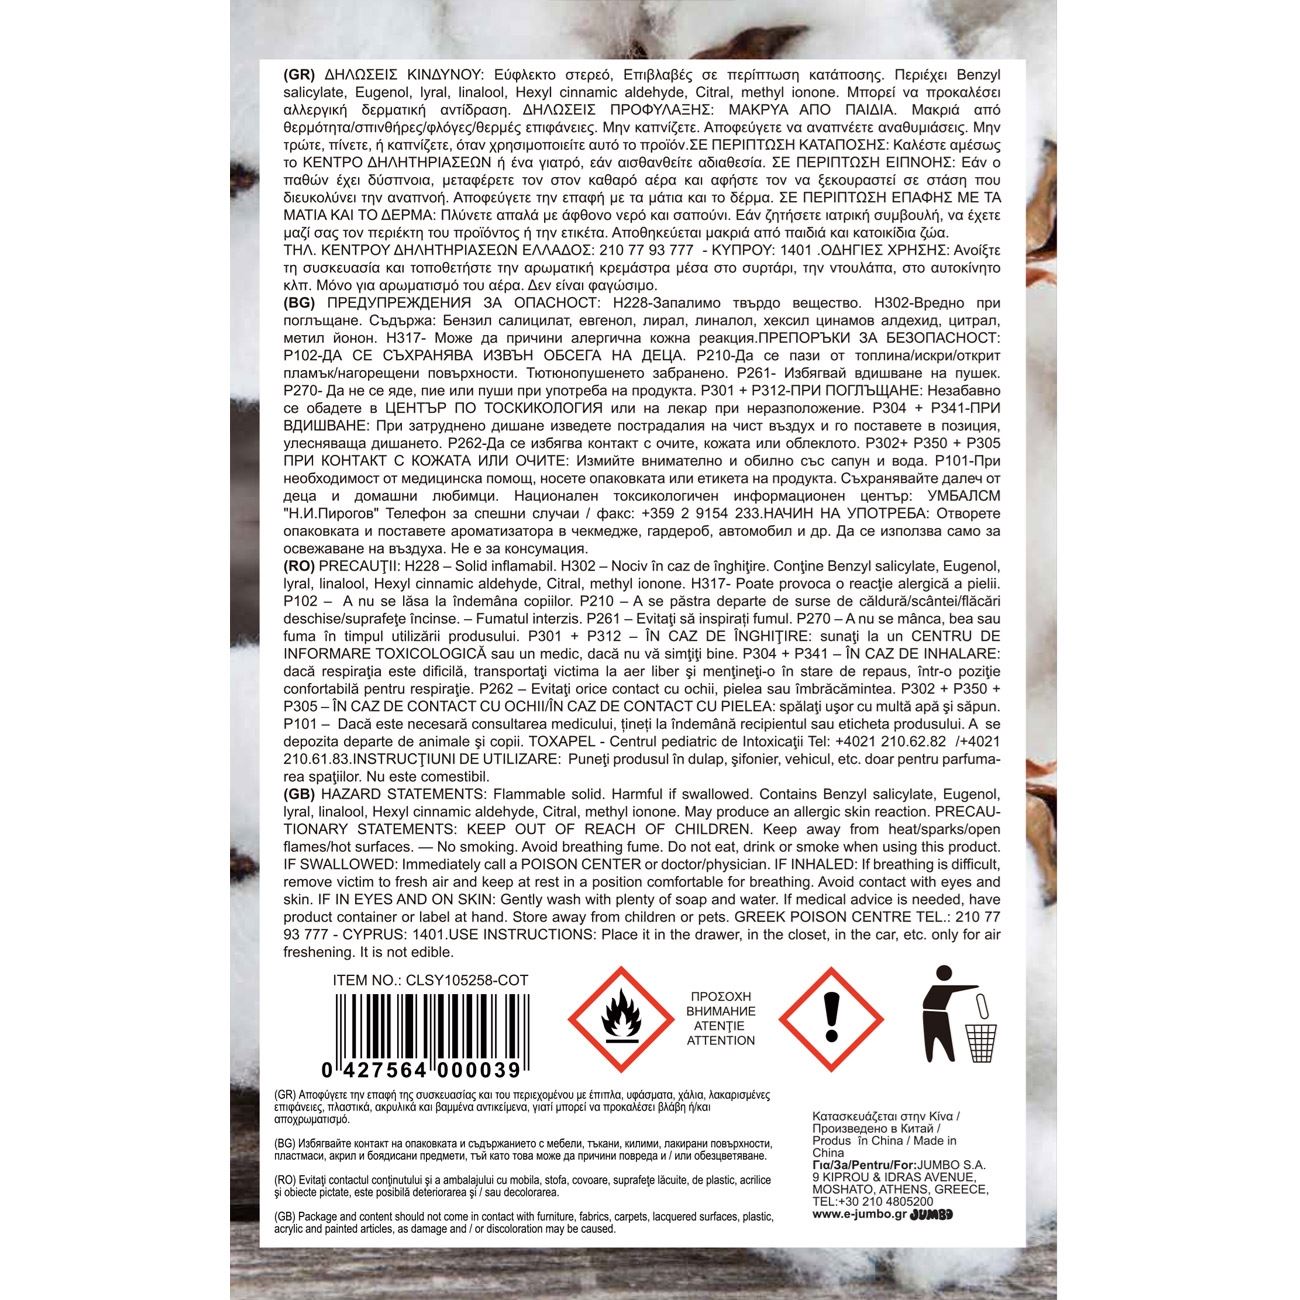 (GR) ΔΗΛΩΣΕΙΣ ΚΙΝΔΥΝΟΥ: Εύφλεκτο στερεό, Επιβλαβές σε περίπτωση κατάποσης. Περιέχει Benzyl
salicylate, Eugenol, lyral, linalool, Hexyl cinnamic aldehyde, Citral, methyl ionone. Μπορεί να προκαλέσει
αλλεργική δερματική αντίδραση. ΔΗΛΩΣΕΙΣ ΠΡΟΦΥΛΑΞΗΣ: ΜΑΚΡΥΑ ΑΠΟ ΠΑΙΔΙΑ. Μακριά από
θερμότητα/σπινθήρες/φλόγες/θερμές επιφάνειες. Μην καπνίζετε. Αποφεύγετε να αναπνέετε αναθυμιάσεις. Μην
τρώτε, πίνετε, ή καπνίζετε, όταν χρησιμοποιείτε αυτό το προϊόν.ΣΕ ΠΕΡΙΠΤΩΣΗ ΚΑΤΑΠΟΣΗΣ: Καλέστε αμέσως
το ΚΕΝΤΡΟ ΔΗΛΗΤΗΡΙΑΣΕΩΝ ή ένα γιατρό, εάν αισθανθείτε αδιαθεσία. ΣΕ ΠΕΡΙΠΤΩΣΗ ΕΙΠΝΟΗΣ: Εάν ο
παθών έχει δύσπνοια, μεταφέρετε τον στον καθαρό αέρα και αφήστε τον να ξεκουραστεί σε στάση που
διευκολύνει την αναπνοή. Αποφεύγετε την επαφή με τα μάτια και το δέρμα. ΣΕ ΠΕΡΙΠΤΩΣΗ ΕΠΑΦΗΣ ΜΕ ΤΑ
ΜΑΤΙΑ ΚΑΙ ΤΟ ΔΕΡΜΑ: Πλύνετε απαλά με άφθονο νερό και σαπούνι. Εάν ζητήσετε ιατρική συμβουλή, να έχετε
μαζί σας τον περιέκτη του προϊόντος ή την ετικέτα. Αποθηκεύεται μακριά από παιδιά και κατοικίδια ζώα.
ΤΗΛ. ΚΕΝΤΡΟΥ ΔΗΛΗΤΗΡΙΑΣΕΩΝ ΕΛΛΑΔΟΣ: 210 77 93 777 - ΚΥΠΡΟΥ: 1401 .ΟΔΗΓΙΕΣ ΧΡΗΣΗΣ: Ανοίξτε
τη συσκευασία και τοποθετήστε την αρωματική κρεμάστρα μέσα στο συρτάρι, την ντουλάπα, στο αυτοκίνητο
κλπ. Μόνο για αρωματισμό του αέρα. Δεν είναι φαγώσιμο.
(BG) ПРЕДУПРЕЖДЕНИЯ ЗА ОПАСНОСТ: H228-Запалимо твърдо вещество. H302-Вредно при
поглъщане. Съдържа: Бензил салицилат, евгенол, лирал, линалол, хексил цинамов алдехид, цитрал,
метил йонон. H317- Може да причини алергична кожна реакция.ПРЕПОРЪКИ ЗА БЕЗОПАСНОСТ:
P102-ДА СЕ СЪХРАНЯВА ИЗВЪН ОБСЕГА НА ДЕЦА. P210-Да се пази от топлина/искри/открит
пламък/нагорещени повърхности. Тютюнопушенето забранено. P261- Избягвай вдишване на пушек.
P270- Да не се яде, пие или пуши при употреба на продукта. P301 + P312-ПРИ ПОГЛЪЩАНЕ: Незабавно
се обадете в ЦЕНТЪР ПО ТОСКИКОЛОГИЯ или на лекар при неразположение. P304 + P341-ПРИ
ВДИШВАНЕ: При затруднено дишане изведете пострадалия на чист въздух и го поставете в позиция,
улесняваща дишането. P262-Да се избягва контакт с очите, кожата или облеклото. P302+ P350 + P305
ПРИ КОНТАКТ С КОЖАТА ИЛИ ОЧИТЕ: Измийте внимателно и обилно със сапун и вода. P101-При
необходимост от медицинска помощ, носете опаковката или етикета на продукта. Съхранявайте далеч от
деца и домашни любимци. Национален токсикологичен информационен център: УМБАЛСМ
"Н.И.Пирогов" Телефон за спешни случаи / факс: +359 2 9154 233.НАЧИН НА УПОТРЕБА: Отворете
опаковката и поставете ароматизатора в чекмедже, гардероб, автомобил и др. Да се използва само за
освежаване на въздуха. Не е за консумация.
(RO) PRECAUŢII: H228 – Solid inflamabil. H302 – Nociv în caz de înghiţire. Conţine Benzyl salicylate, Eugenol,
lyral, linalool, Hexyl cinnamic aldehyde, Citral, methyl ionone. H317- Poate provoca o reacţie alergică a pielii.
P102 – A nu se lăsa la îndemâna copiilor. P210 – A se păstra departe de surse de căldură/scântei/flăcări
deschise/suprafeţe încinse. – Fumatul interzis. P261 – Evitaţi să inspiraţi fumul. P270 – A nu se mânca, bea sau
fuma în timpul utilizării produsului. P301 + P312 – ÎN CAZ DE ÎNGHIŢIRE: sunaţi la un CENTRU DE
INFORMARE TOXICOLOGICĂ sau un medic, dacă nu vă simţiţi bine. P304 + P341 – ÎN CAZ DE INHALARE:
dacă respiraţia este dificilă, transportaţi victima la aer liber şi menţineţi-o în stare de repaus, într-o poziţie
confortabilă pentru respiraţie. P262 – Evitaţi orice contact cu ochii, pielea sau îmbrăcămintea. P302 + P350 +
P305 – ÎN CAZ DE CONTACT CU OCHII/ÎN CAZ DE CONTACT CU PIELEA: spălaţi uşor cu multă apă şi săpun.
P101 – Dacă este necesară consultarea medicului, ţineţi la îndemână recipientul sau eticheta produsului. A se
depozita departe de animale şi copii. TOXAPEL - Centrul pediatric de Intoxicaţii Tel: +4021 210.62.82 /+4021
210.61.83.INSTRUCŢIUNI DE UTILIZARE: Puneţi produsul în dulap, şifonier, vehicul, etc. doar pentru parfuma-
rea spaţiilor. Nu este comestibil.
(GB) HAZARD STATEMENTS: Flammable solid. Harmful if swallowed. Contains Benzyl salicylate, Eugenol,
lyral, linalool, Hexyl cinnamic aldehyde, Citral, methyl ionone. May produce an allergic skin reaction. PRECAU-
TIONARY STATEMENTS: KEEP OUT OF REACH OF CHILDREN. Keep away from heat/sparks/open
flames/hot surfaces. — No smoking. Avoid breathing fume. Do not eat, drink or smoke when using this product.
IF SWALLOWED: Immediately call a POISON CENTER or doctor/physician. IF INHALED: If breathing is difficult,
remove victim to fresh air and keep at rest in a position comfortable for breathing. Avoid contact with eyes and
skin. IF IN EYES AND ON SKIN: Gently wash with plenty of soap and water. If medical advice is needed, have
product container or label at hand. Store away from children or pets. GREEK POISON CENTRE TEL.: 210 77
93 777 - CYPRUS: 1401.USE INSTRUCTIONS: Place it in the drawer, in the closet, in the car, etc. only for air
freshening. It is not edible.
ITEM NO.: CLSY105258-COT
0 427564 000039
ΠΡΟΣΟΧΗ
ВНИМАНИЕ
ATENŢIE
ATTENTION
(GR) Αποφύγετε την επαφή της συσκευασίας και του περιεχομένου με έπιπλα, υφάσματα, χάλια, λακαρισμένες
επιφάνειες, πλαστικά, ακρυλικά και βαμμένα αντικείμενα, γιατί μπορεί να προκαλέσει βλάβη ή/και
αποχρωματισμό.
(BG) Избягвайте контакт на опаковката и съдържанието с мебели, тъкани, килими, лакирани повърхности,
пластмаси, акрил и боядисани предмети, тъй като това може да причини повреда и / или обезцветяване.
(RO) Evitaţi contactul conţinutului şi a ambalajului cu mobila, stofa, covoare, suprafeţe lăcuite, de plastic, acrilice
şi obiecte pictate, este posibilă deteriorarea şi / sau decolorarea.
(GB) Package and content should not come in contact with furniture, fabrics, carpets, lacquered surfaces, plastic,
acrylic and painted articles, as damage and / or discoloration may be caused.
Κατασκευάζεται στην Κίνα /
Произведено в Китай /
Produs în China / Made in
China
Για/За/Pentru/For:JUMBO S.A.
9 KIPROU & IDRAS AVENUE,
MOSHATO, ATHENS, GREECE,
TEL:+30 210 4805200
www.e-jumbo.gr JUMBO